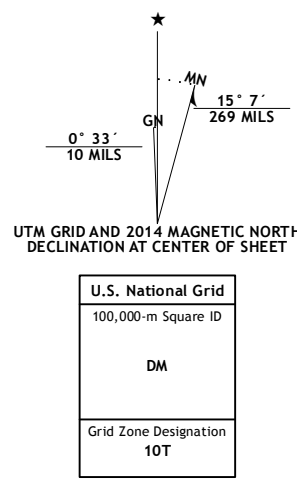 ★
MN
GN
15° 7´
269 MILS
0° 33´
10 MILS
UTM GRID AND 2014 MAGNETIC NORTH
DECLINATION AT CENTER OF SHEET
U.S. National Grid
100,000-m Square ID
DM
Grid Zone Designation
10T